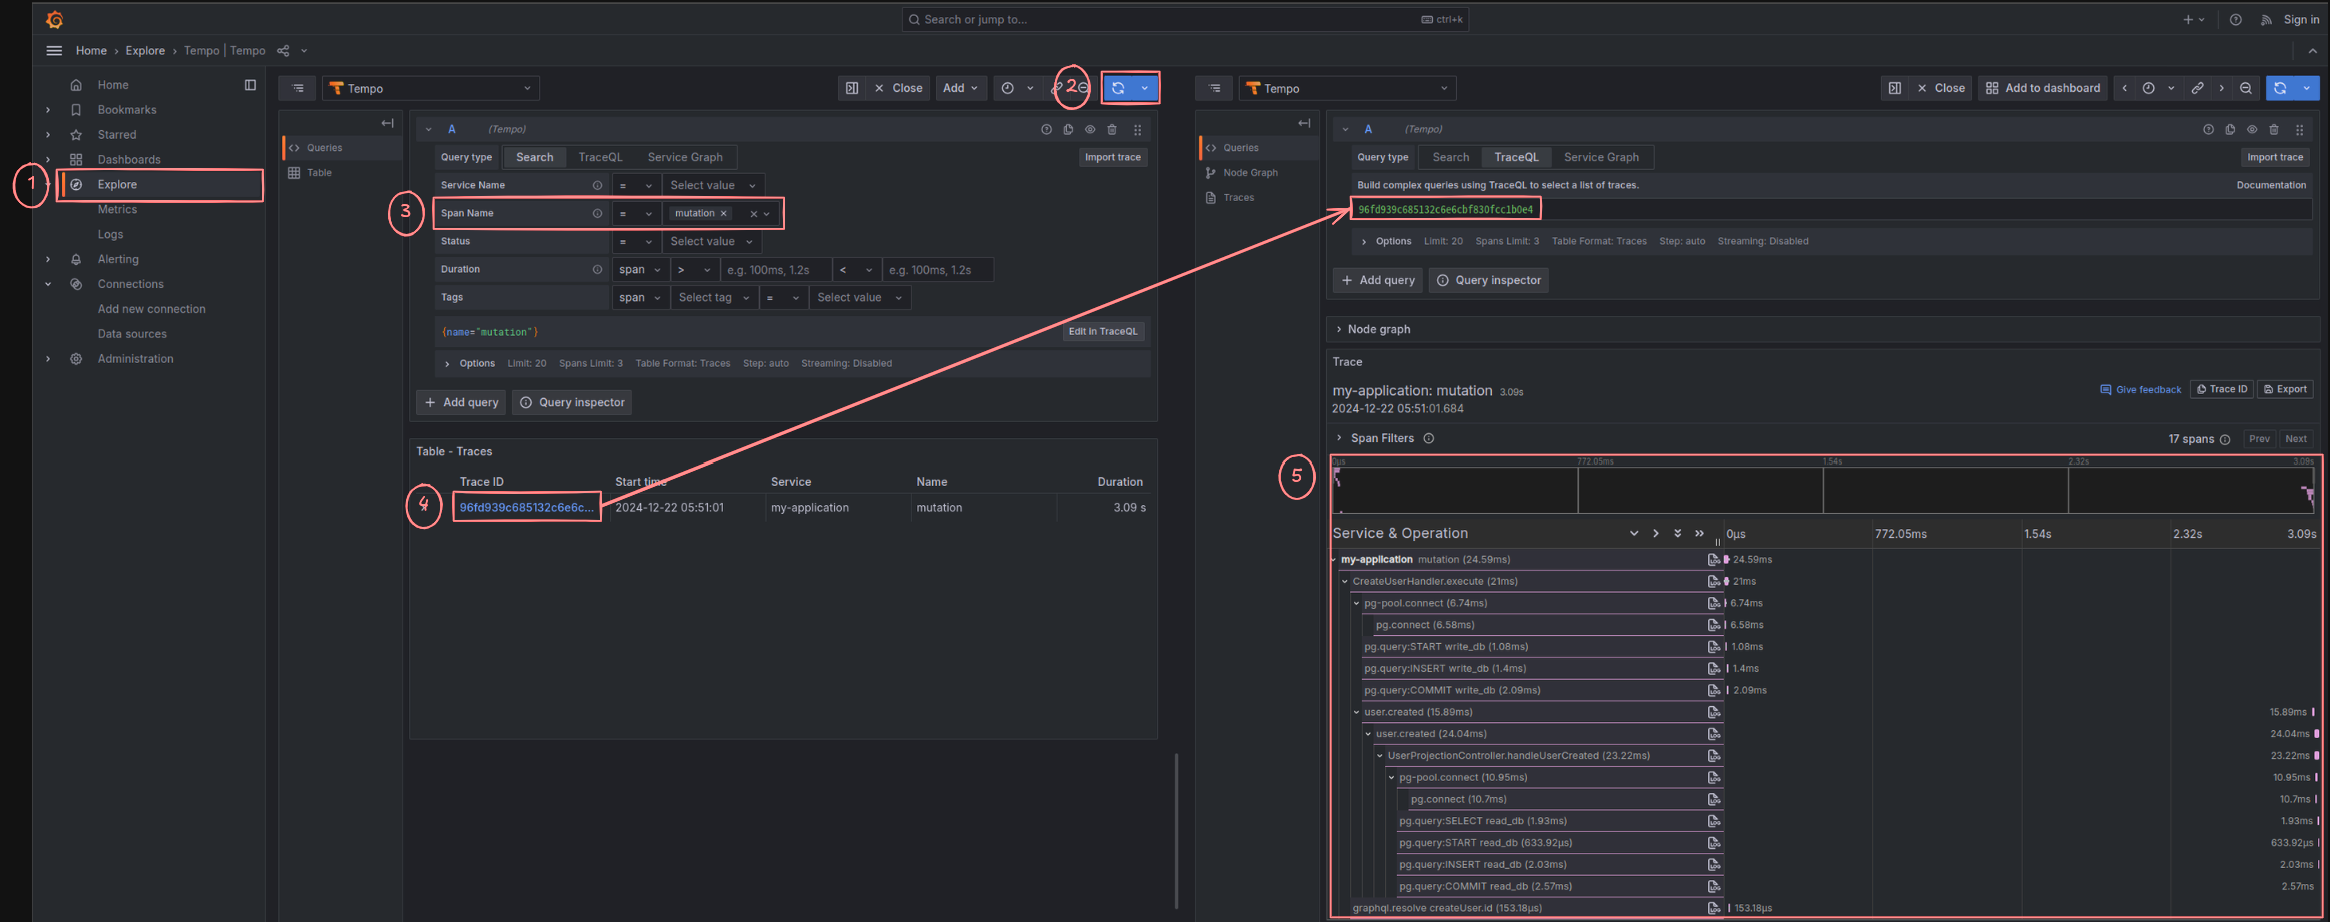 Search or jump to...
ctrl+k
Sign in
Home › Explore › Tempo | Tempo
Home
Bookmarks
Starred
Dashboards
1
Explore
Metrics
Logs
Alerting
Connections
Add new connection
Data sources
Administration
Tempo
Close
Add
2
Queries
Table
A (Tempo)
Query type Search TraceQL Service Graph Import trace
Service Name = Select value
3
Span Name = mutation
Status = Select value
Duration span > e.g. 100ms, 1.2s < e.g. 100ms, 1.2s
Tags span Select tag = Select value
{name="mutation"}
Edit in TraceQL
Options Limit: 20 Spans Limit: 3 Table Format: Traces Step: auto Streaming: Disabled
+ Add query Query inspector
Table - Traces
Trace ID Start time Service Name Duration
4
96fd939c685132c6e6c... 2024-12-22 05:51:01 my-application mutation 3.09 s
Tempo
Close
Add to dashboard
Queries
Node Graph
Traces
A (Tempo)
Query type Search TraceQL Service Graph Import trace
Build complex queries using TraceQL to select a list of traces. Documentation
96fd939c685132c6e6cbf830fcc1b0e4
Options Limit: 20 Spans Limit: 3 Table Format: Traces Step: auto Streaming: Disabled
+ Add query Query inspector
Node graph
Trace
my-application: mutation 3.09s
Give feedback Trace ID Export
2024-12-22 05:51:01.684
Span Filters 17 spans Prev Next
5
0μs 772.05ms 1.54s 2.32s 3.09s
Service & Operation 0μs 772.05ms 1.54s 2.32s 3.09s
my-application mutation (24.59ms) 24.59ms
CreateUserHandler.execute (21ms) 21ms
pg-pool.connect (6.74ms) 6.74ms
pg.connect (6.58ms) 6.58ms
pg.query:START write_db (1.08ms) 1.08ms
pg.query:INSERT write_db (1.4ms) 1.4ms
pg.query:COMMIT write_db (2.09ms) 2.09ms
user.created (15.89ms) 15.89ms
user.created (24.04ms) 24.04ms
UserProjectionController.handleUserCreated (23.22ms) 23.22ms
pg-pool.connect (10.95ms) 10.95ms
pg.connect (10.7ms) 10.7ms
pg.query:SELECT read_db (1.93ms) 1.93ms
pg.query:START read_db (633.92μs) 633.92μs
pg.query:INSERT read_db (2.03ms) 2.03ms
pg.query:COMMIT read_db (2.57ms) 2.57ms
graphql.resolve createUser.id (153.18μs) 153.18μs